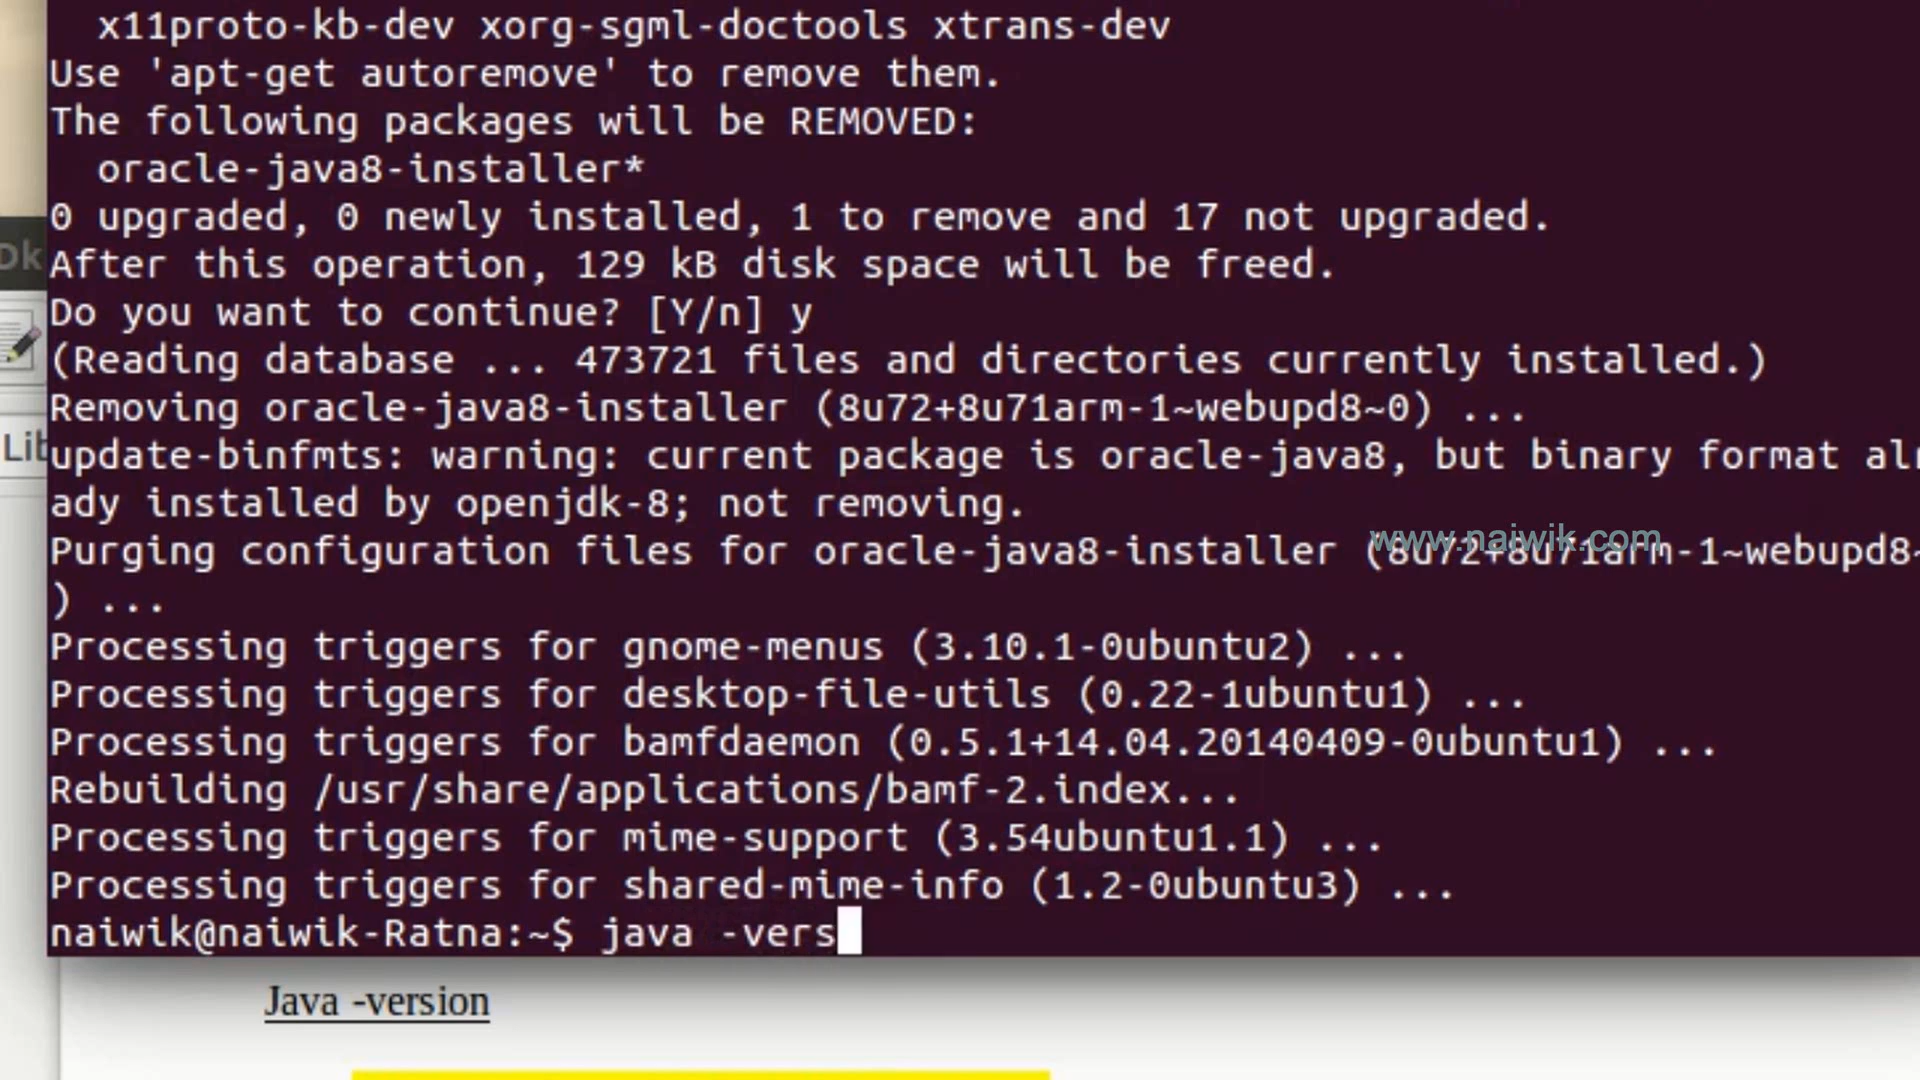 x11proto-kb-dev xorg-sgml-doctools xtrans-dev
Use 'apt-get autoremove' to remove them.
The following packages will be REMOVED:
oracle-java8-installer*
0 upgraded, 0 newly installed, 1 to remove and 17 not upgraded.
After this operation, 129 kB disk space will be freed.
Do you want to continue? [Y/n] y
(Reading database ... 473721 files and directories currently installed.)
Removing oracle-java8-installer (8u72+8u71arm-1~webupd8~0) ...
update-binfmts: warning: current package is oracle-java8, but binary format alr
ady installed by openjdk-8; not removing.
Purging configuration files for oracle-java8-installer (8u72+8u71arm-1~webupd8~
www.naiwik.com
) ...
Processing triggers for gnome-menus (3.10.1-0ubuntu2) ...
Processing triggers for desktop-file-utils (0.22-1ubuntu1) ...
Processing triggers for bamfdaemon (0.5.1+14.04.20140409-0ubuntu1) ...
Rebuilding /usr/share/applications/bamf-2.index...
Processing triggers for mime-support (3.54ubuntu1.1) ...
Processing triggers for shared-mime-info (1.2-0ubuntu3) ...
naiwik@naiwik-Ratna:~$ java -vers
Java -version
Dk
Lib